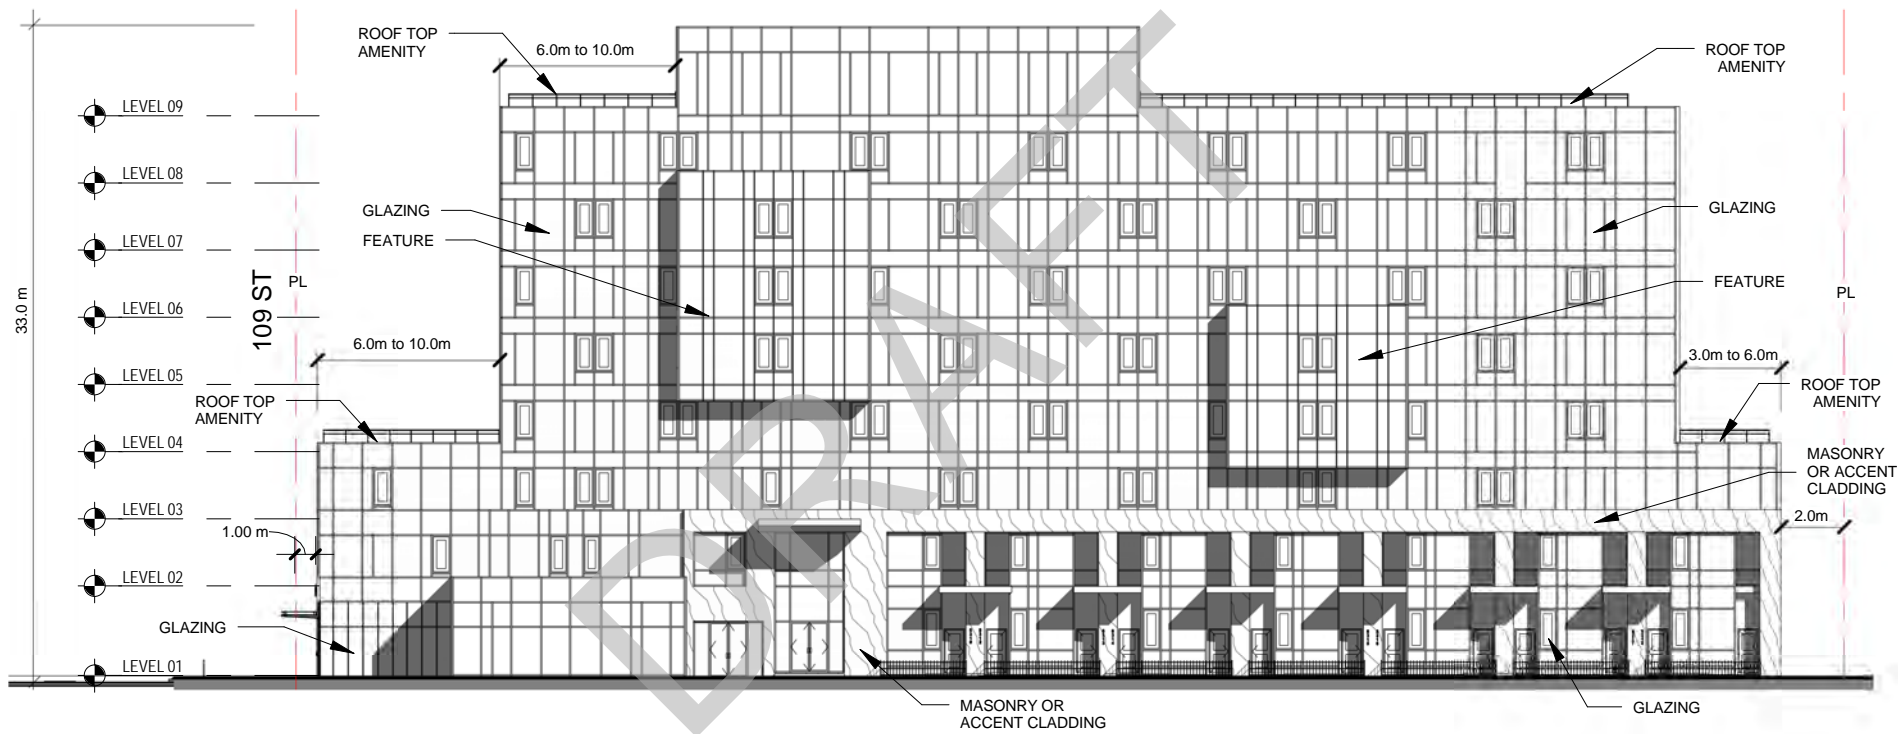 ROOF TOP
AMENITY
6.0m to 10.0m
ROOF TOP
AMENITY
LEVEL 09
LEVEL 08
GLAZING
GLAZING
FEATURE
LEVEL 07
109 ST
PL
FEATURE
PL
33.0 m
LEVEL 06
6.0m to 10.0m
3.0m to 6.0m
LEVEL 05
ROOF TOP
AMENITY
ROOF TOP
AMENITY
LEVEL 04
MASONRY
OR ACCENT
CLADDING
LEVEL 03
2.0m
1.00 m
LEVEL 02
GLAZING
LEVEL 01
MASONRY OR
ACCENT CLADDING
GLAZING
DRAFT